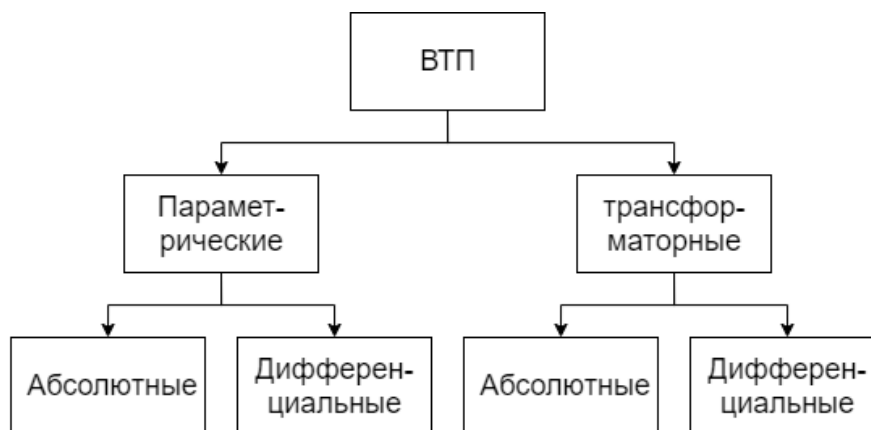 ВТП
Парамет-
рические
трансфор-
маторные
Абсолютные
Дифферен-
циальные
Абсолютные
Дифферен-
циальные